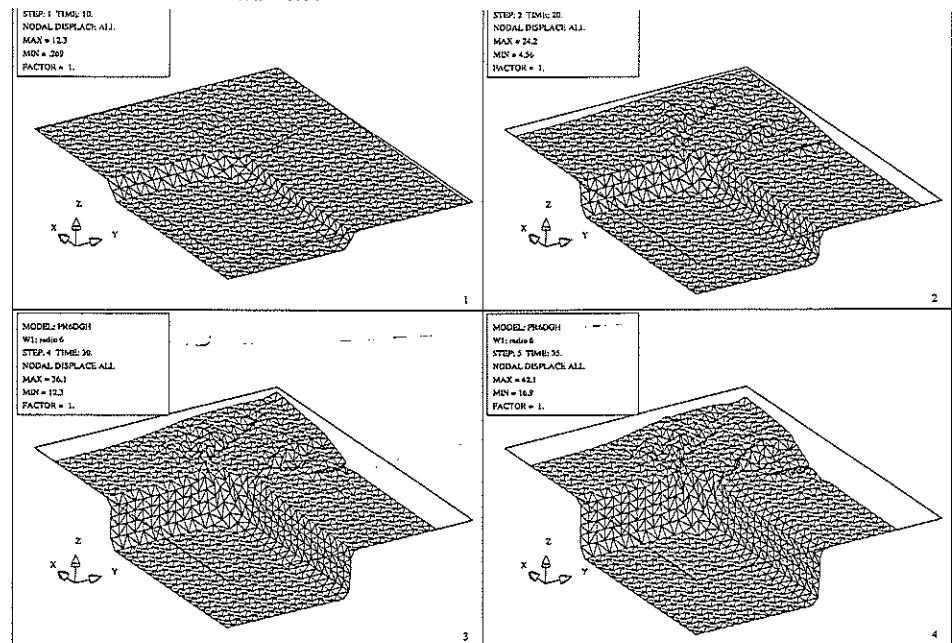 STEP: 1 TIME: 10.
NODAL DISPLACE ALL.
MAX = 12.3
MIN = .269
FACTOR = 1.
Z
X
Y
1
STEP: 2 TIME: 20.
NODAL DISPLACE ALL.
MAX = 24.2
MIN = 4.56
FACTOR = 1.
Z
X
Y
2
MODEL: PR6DGH
W1: radio 6
STEP: 4 TIME: 30.
NODAL DISPLACE ALL.
MAX = 36.1
MIN = 12.3
FACTOR = 1.
Z
X
Y
3
MODEL: PR6DGH
W1: radio 6
STEP: 5 TIME: 35.
NODAL DISPLACE ALL.
MAX = 42.1
MIN = 16.9
FACTOR = 1.
Z
X
Y
4